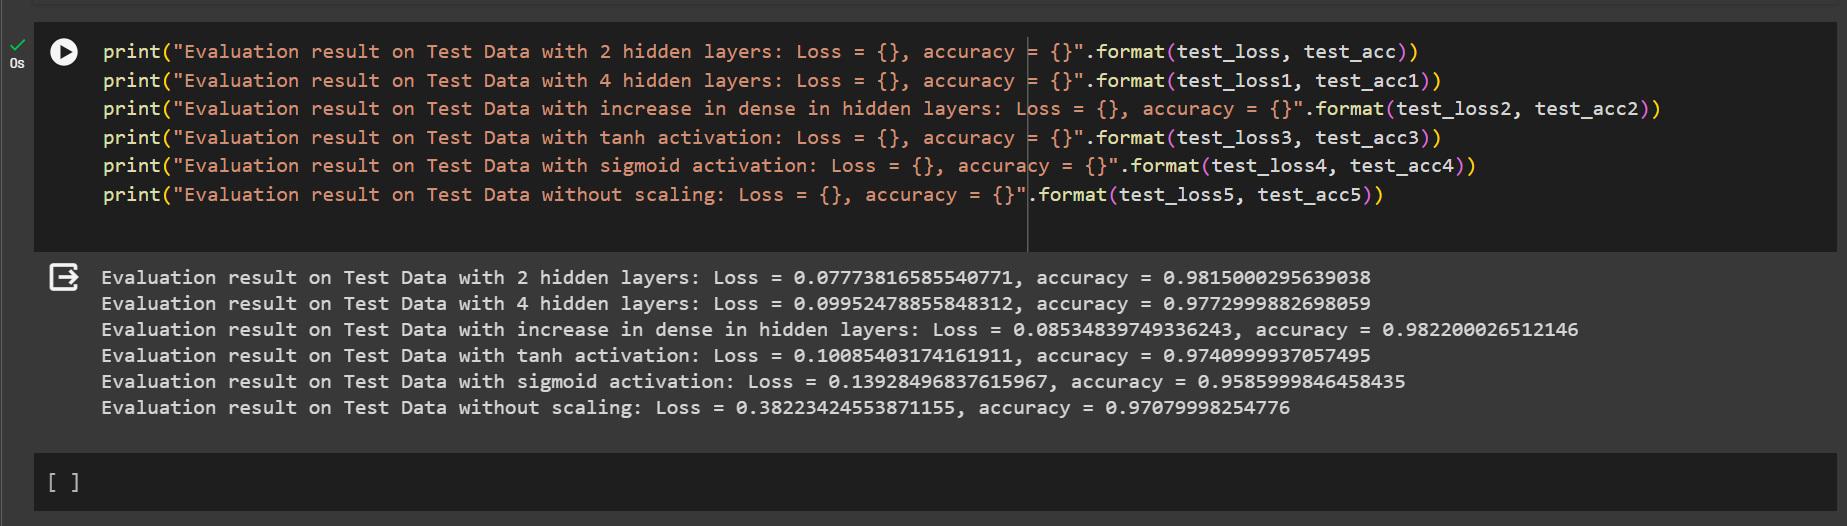 print("Evaluation result on Test Data with 2 hidden layers: Loss = {}, accuracy = {}".format(test_loss, test_acc))
0s
print("Evaluation result on Test Data with 4 hidden layers: Loss = {}, accuracy = {}".format(test_loss1, test_acc1))
print("Evaluation result on Test Data with increase in dense in hidden layers: Loss = {}, accuracy = {}".format(test_loss2, test_acc2))
print("Evaluation result on Test Data with tanh activation: Loss = {}, accuracy = {}".format(test_loss3, test_acc3))
print("Evaluation result on Test Data with sigmoid activation: Loss = {}, accuracy = {}".format(test_loss4, test_acc4))
print("Evaluation result on Test Data without scaling: Loss = {}, accuracy = {}".format(test_loss5, test_acc5))
Evaluation result on Test Data with 2 hidden layers: Loss = 0.07773816585540771, accuracy = 0.9815000295639038
Evaluation result on Test Data with 4 hidden layers: Loss = 0.09952478855848312, accuracy = 0.9772999882698059
Evaluation result on Test Data with increase in dense in hidden layers: Loss = 0.08534839749336243, accuracy = 0.982200026512146
Evaluation result on Test Data with tanh activation: Loss = 0.10085403174161911, accuracy = 0.9740999937057495
Evaluation result on Test Data with sigmoid activation: Loss = 0.13928496837615967, accuracy = 0.9585999846458435
Evaluation result on Test Data without scaling: Loss = 0.38223424553871155, accuracy = 0.97079998254776
[ ]